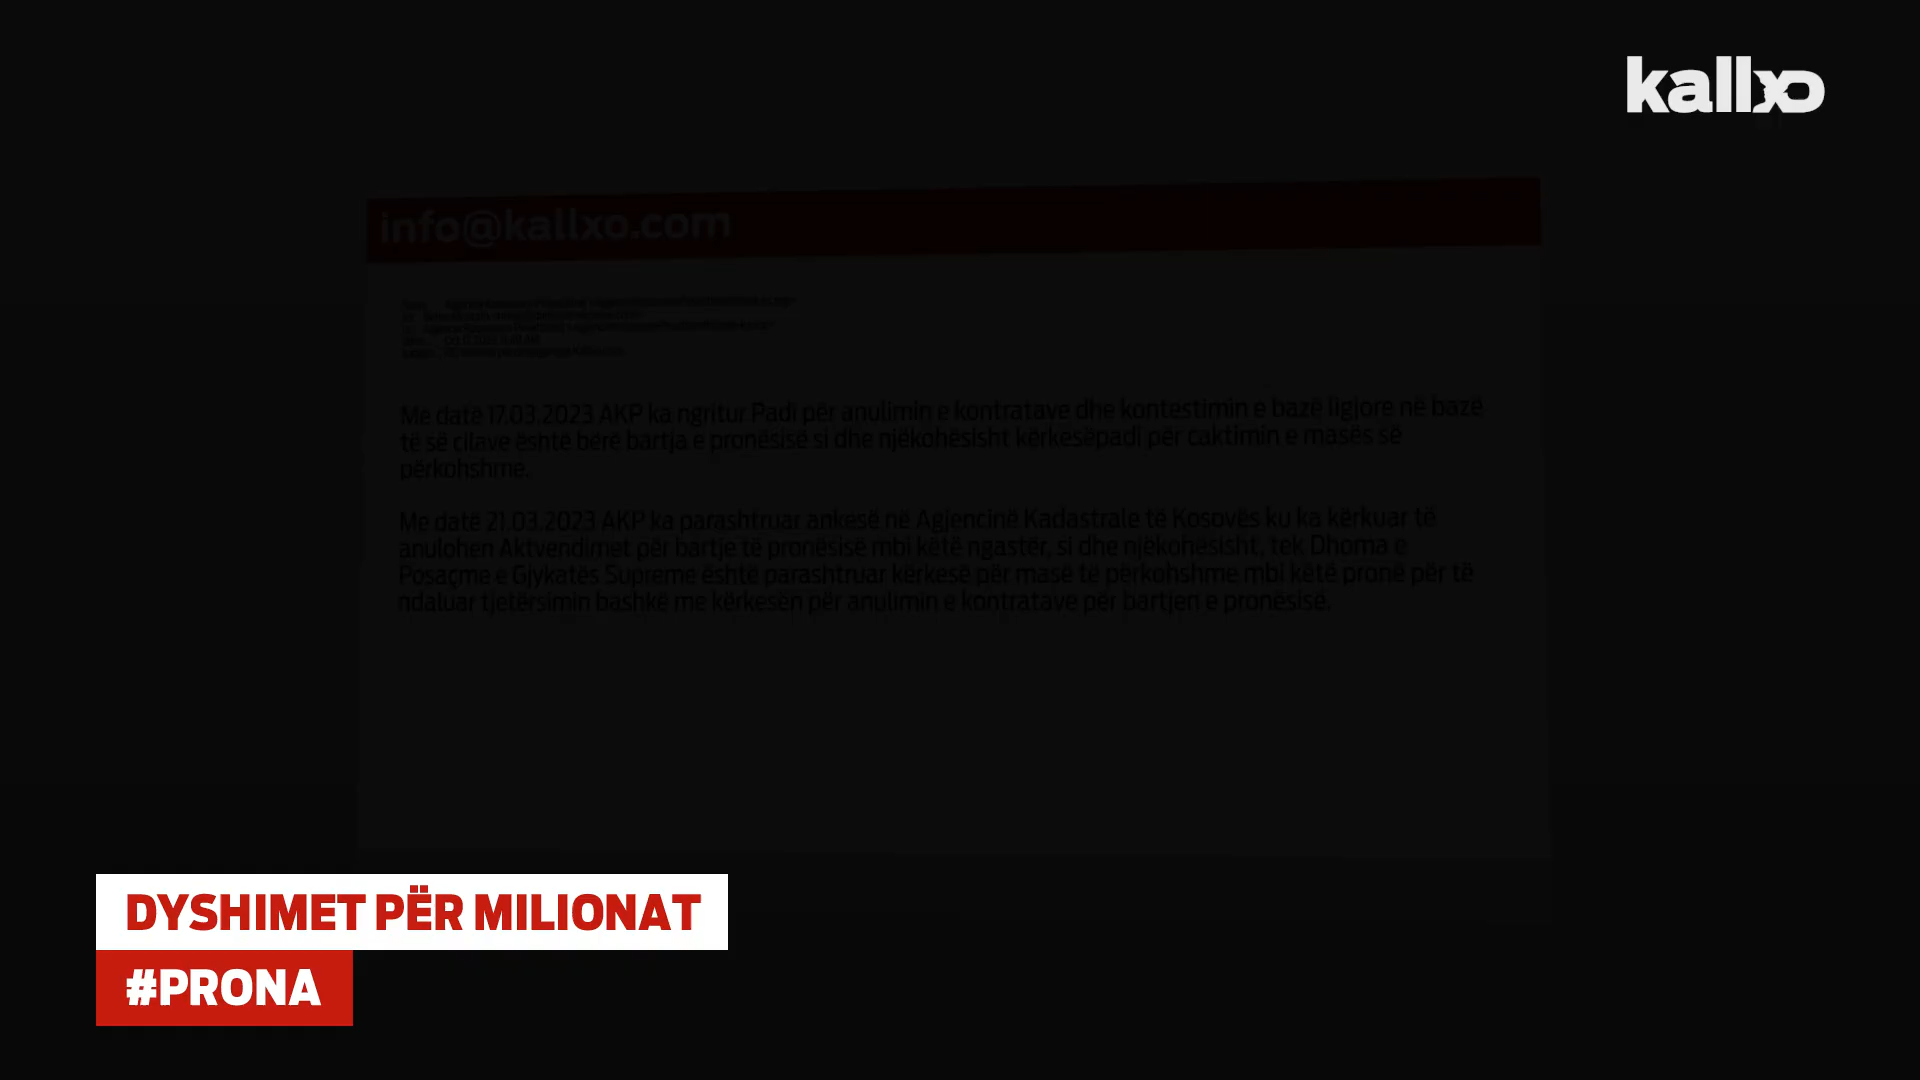 kallxo
info@kallxo.com
Me datë 17.03.2023 AKP ka ngritur Padi për anulimin e kontratave dhe kontestimin e bazë ligjore në bazë
të së cilave është bërë bartja e pronësisë si dhe njëkohësisht kërkesëpadi për caktimin e masës së
përkohshme.
Me datë 21.03.2023 AKP ka parashtruar ankesë në Agjencinë Kadastrale të Kosovës ku ka kërkuar të
anulohen Aktvendimet për bartje të pronësisë mbi këtë ngastër, si dhe njëkohësisht, tek Dhoma e
Posaçme e Gjykatës Supreme është parashtruar kërkesë për masë të përkohshme mbi këtë pronë për të
ndaluar tjetërsimin bashkë me kërkesën për anulimin e kontratave për bartjen e pronësisë.
DYSHIMET PËR MILIONAT
#PRONA